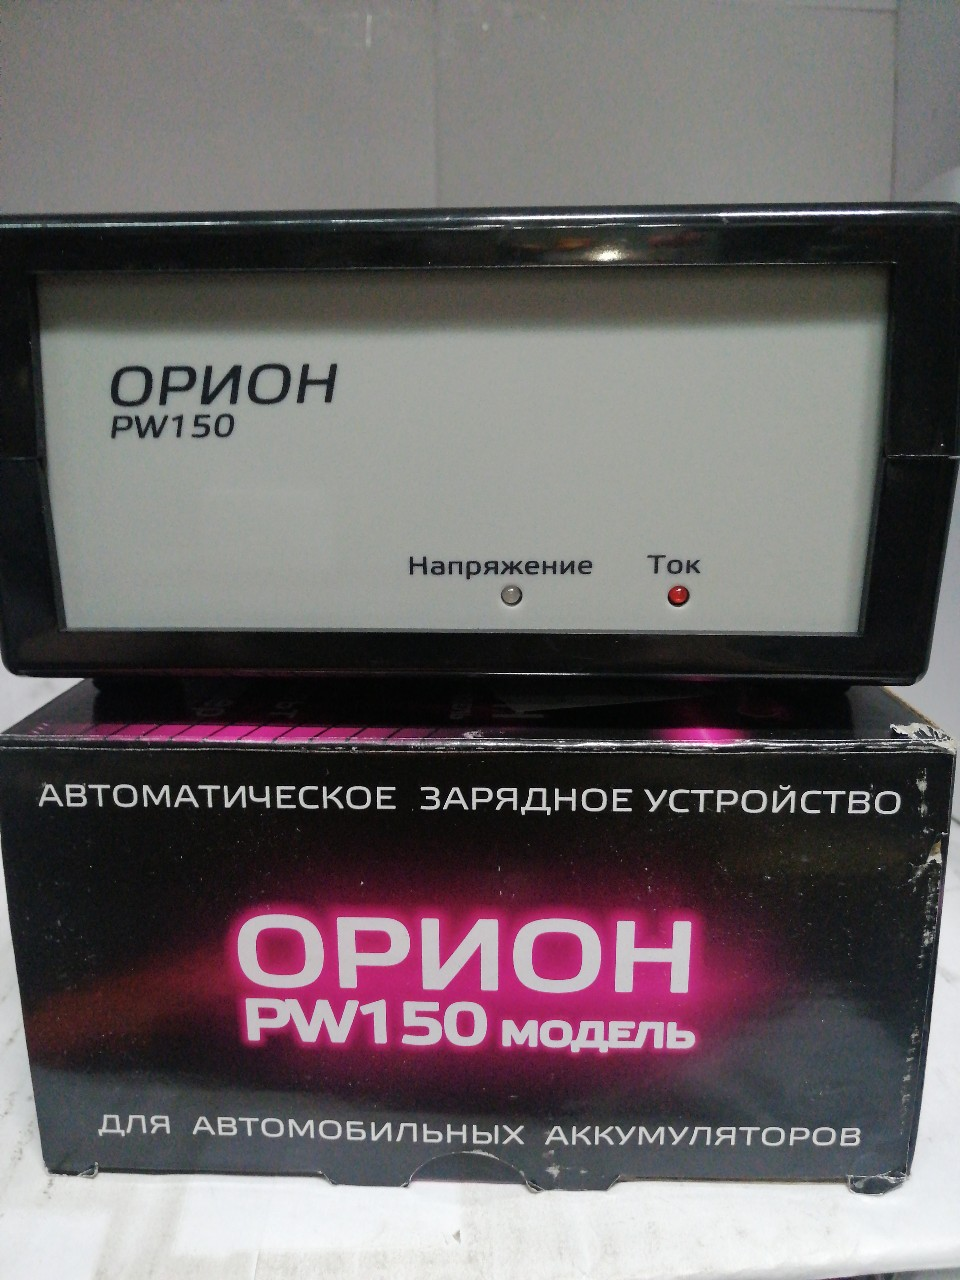 ОРИОН
PW150
Напряжение Ток
АВТОМАТИЧЕСКОЕ ЗАРЯДНОЕ УСТРОЙСТВО
ОРИОН
PW150 МОДЕЛЬ
ДЛЯ АВТОМОБИЛЬНЫХ АККУМУЛЯТОРОВ